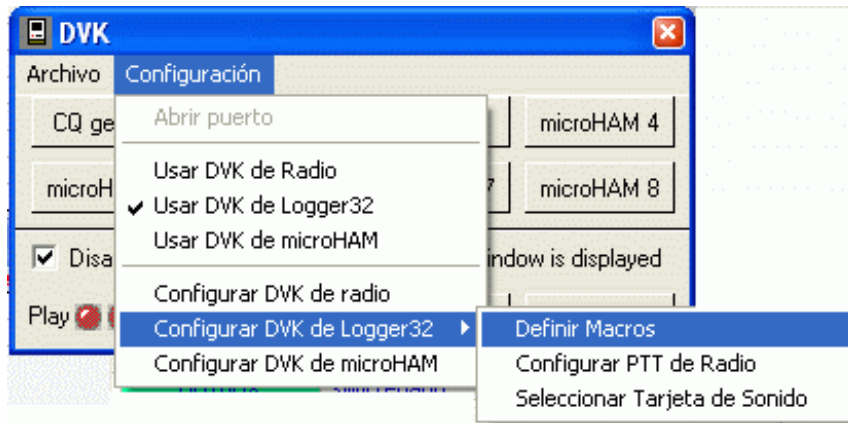 DVK
Archivo Configuración
CQ ge microHAM 4
Abrir puerto
microH 7 microHAM 8
Usar DVK de Radio
Usar DVK de Logger32
Usar DVK de microHAM
Disa indow is displayed
Configurar DVK de radio
Play
Configurar DVK de Logger32 Definir Macros
Configurar DVK de microHAM Configurar PTT de Radio
Seleccionar Tarjeta de Sonido